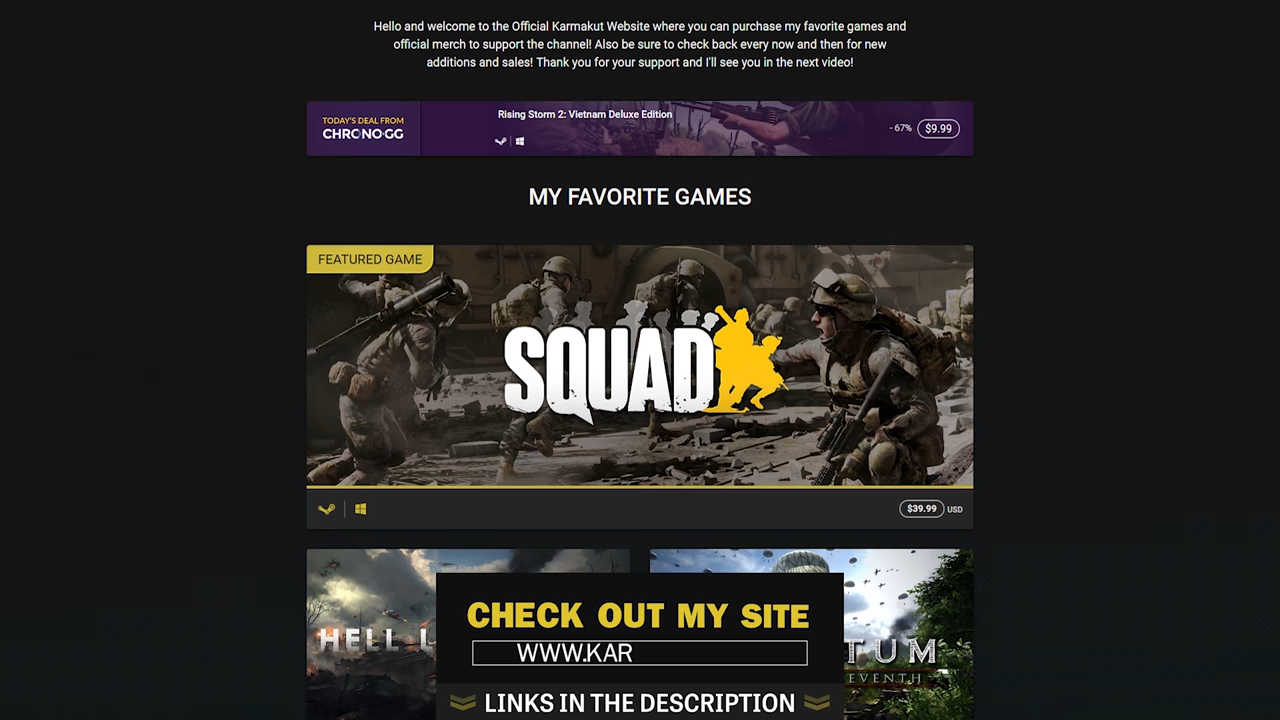 Hello and welcome to the Official Karmakut Website where you can purchase my favorite games and
official merch to support the channel! Also be sure to check back every now and then for new
additions and sales! Thank you for your support and I'll see you in the next video!
TODAY'S DEAL FROM
CHRONO.GG
Rising Storm 2: Vietnam Deluxe Edition
- 67% $9.99
MY FAVORITE GAMES
FEATURED GAME
SQUAD
$39.99 USD
HELL L
TUM
EVENTH
CHECK OUT MY SITE
WWW.KAR
LINKS IN THE DESCRIPTION